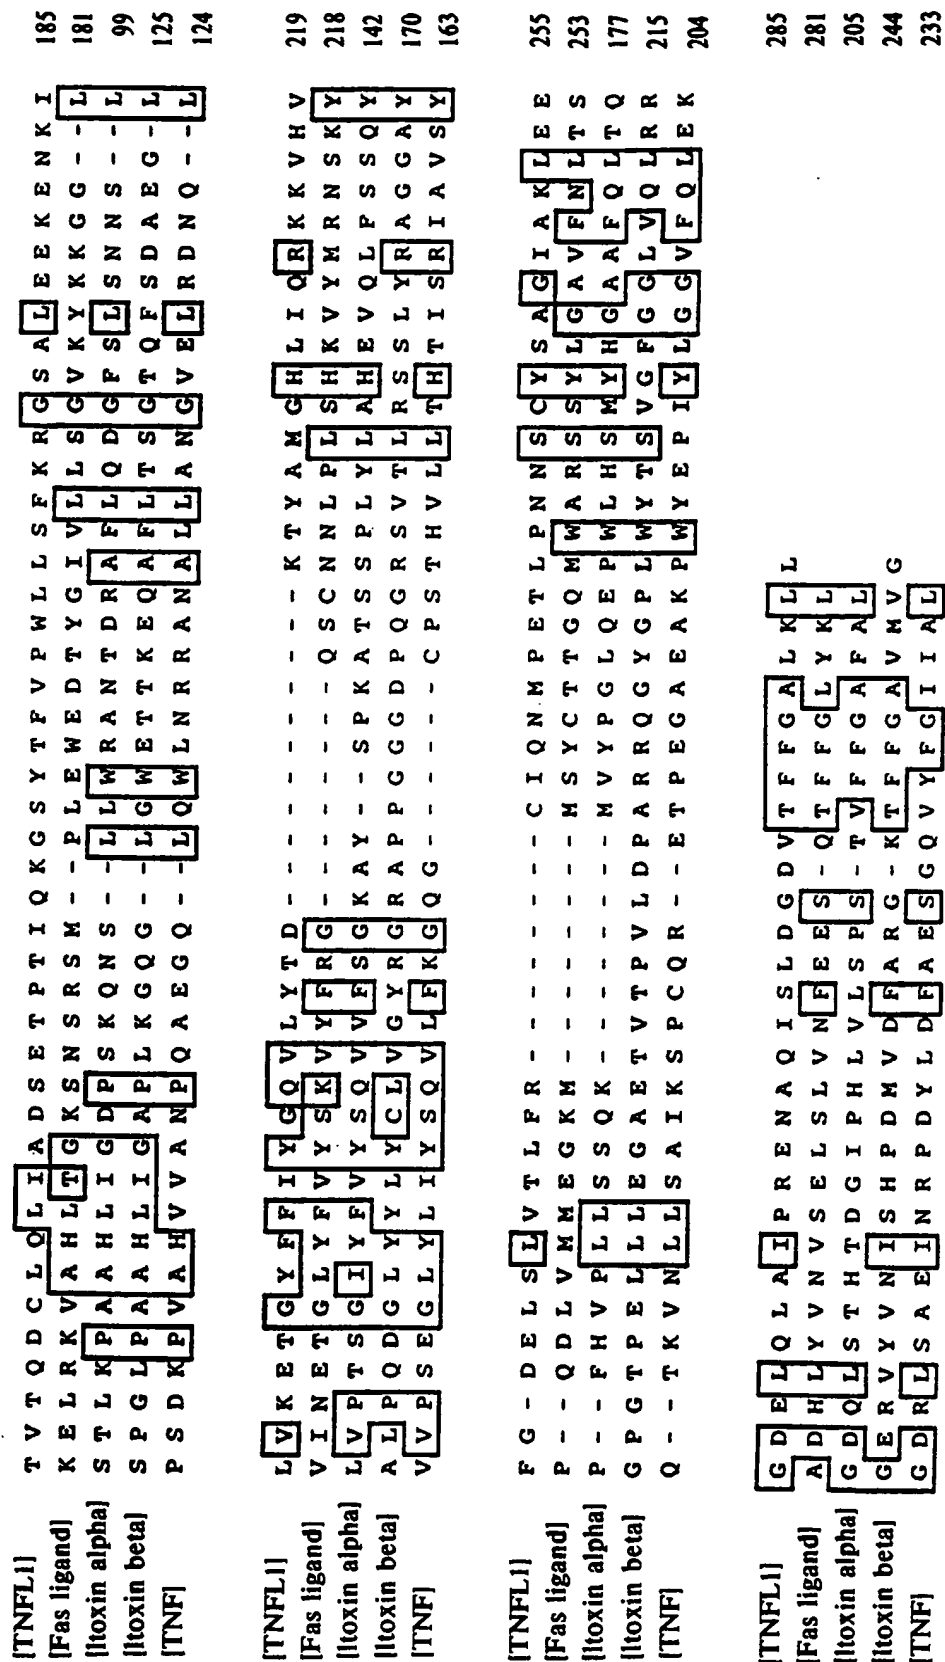 [TNFL1] T V T Q D C L Q L I A D S E T P T I Q K G S Y T F V P W L L S F K R G S A L E E K E N K I 185
[Fas ligand] K E L R K V A H L T G K S N S R S M - - P L E W E D T Y G I V L L S G V K Y K K G G - - L 181
[ltoxin alpha] S T L K P A A H L I G D P S K Q N S - - L L W R A N T D R A F L Q D G F S L S N N S - - L 99
[ltoxin beta] S P G L P A A H L I G A P L K G Q G - - L G W E T T K E Q A F L T S G T Q F S D A E G - L 125
[TNF] P S D K P V A H V V A N P Q A E G Q - - L Q W L N R R A N A L L A N G V E L R D N Q - - L 124
[TNFL1] L V K E T G Y F F I Y G Q V L Y T D - - - - - - - - - - - K T Y A M G H L I Q R K K V H V 219
[Fas ligand] V I N E T G L Y F V Y S K V Y F R G - - - - - - - - Q S C N N L P L S H K V Y M R N S K Y 218
[ltoxin alpha] L V P T S G I Y F V Y S Q V V F S G K A Y - - S P K A T S S P L Y L A H E V Q L F S S Q Y 142
[ltoxin beta] A L P Q D G L Y Y L Y C L V G Y R G R A P P G G G D P Q G R S V T L R S S L Y R A G G A Y 170
[TNF] V V P S E G L Y L I Y S Q V L F K G Q G - - - - - - C P S T H V L L T H T I S R I A V S Y 163
[TNFL1] F G - D E L S L V T L F R - - - - - - - - C I Q N M P E T L P N N S C Y S A G I A K L E E 255
[Fas ligand] P - - Q D L V M M E G K M - - - - - - - - M S Y C T T G Q M W A R S S Y L G A V F N L T S 253
[ltoxin alpha] P - - F H V P L L S S Q K - - - - - - - - M V Y P G L Q E P W L H S M Y H G A A F Q L T Q 177
[ltoxin beta] G P G T P E L L L E G A E T V T P V L D P A R R Q G Y G P L W Y T S V G F G G L V Q L R R 215
[TNF] Q - - T K V N L L S A I K S P C Q R - - E T P E G A E A K P W Y E P I Y L G G V F Q L E K 204
[TNFL1] G D E L Q L A I P R E N A Q I S L D G D V T F F G A L K L L 285
[Fas ligand] A D H L Y V N V S E L S L V N F E E S - Q T F F G L Y K L 281
[ltoxin alpha] G D Q L S T H T D G I P H L V L S P S - T V F F G A F A L 205
[ltoxin beta] G E R V Y V N I S H P D M V D F A R G - K T F F G A V M V G 244
[TNF] G D R L S A E I N R P D Y L D F A E S G Q V Y F G I I A L 233